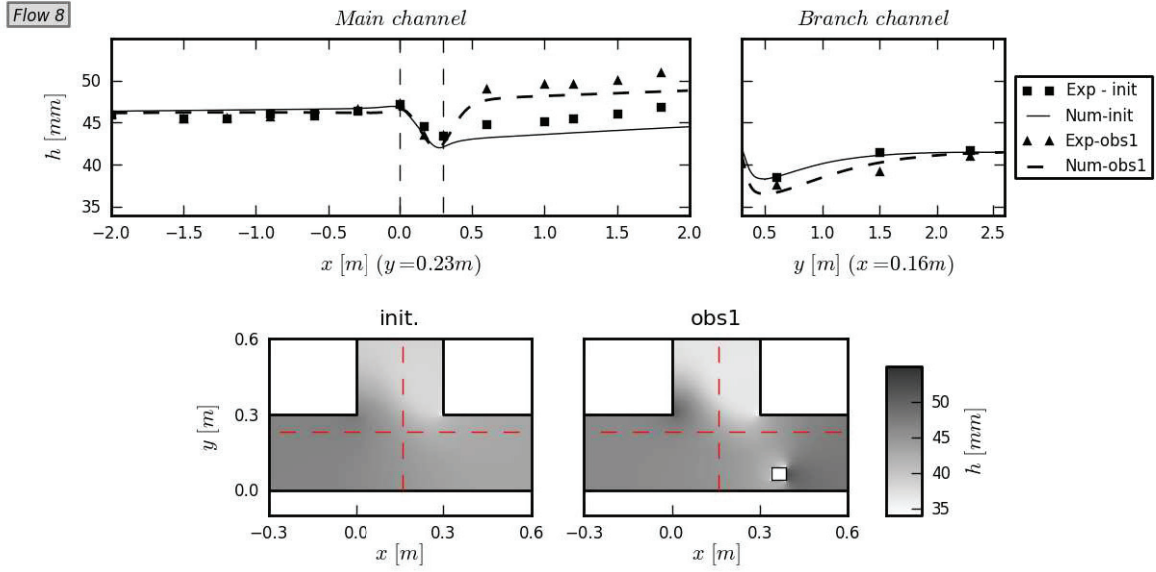 Flow 8
Main channel
Branch channel
h [mm]
50
45
40
35
−2.0 −1.5 −1.0 −0.5 0.0 0.5 1.0 1.5 2.0
x [m] (y=0.23m)
0.5 1.0 1.5 2.0 2.5
y [m] (x=0.16m)
Exp - init
Num-init
Exp-obs1
Num-obs1
init.
obs1
y [m]
0.6
0.3
0.0
−0.3 0.0 0.3 0.6
x [m]
−0.3 0.0 0.3 0.6
x [m]
50
45
40
35
h [mm]